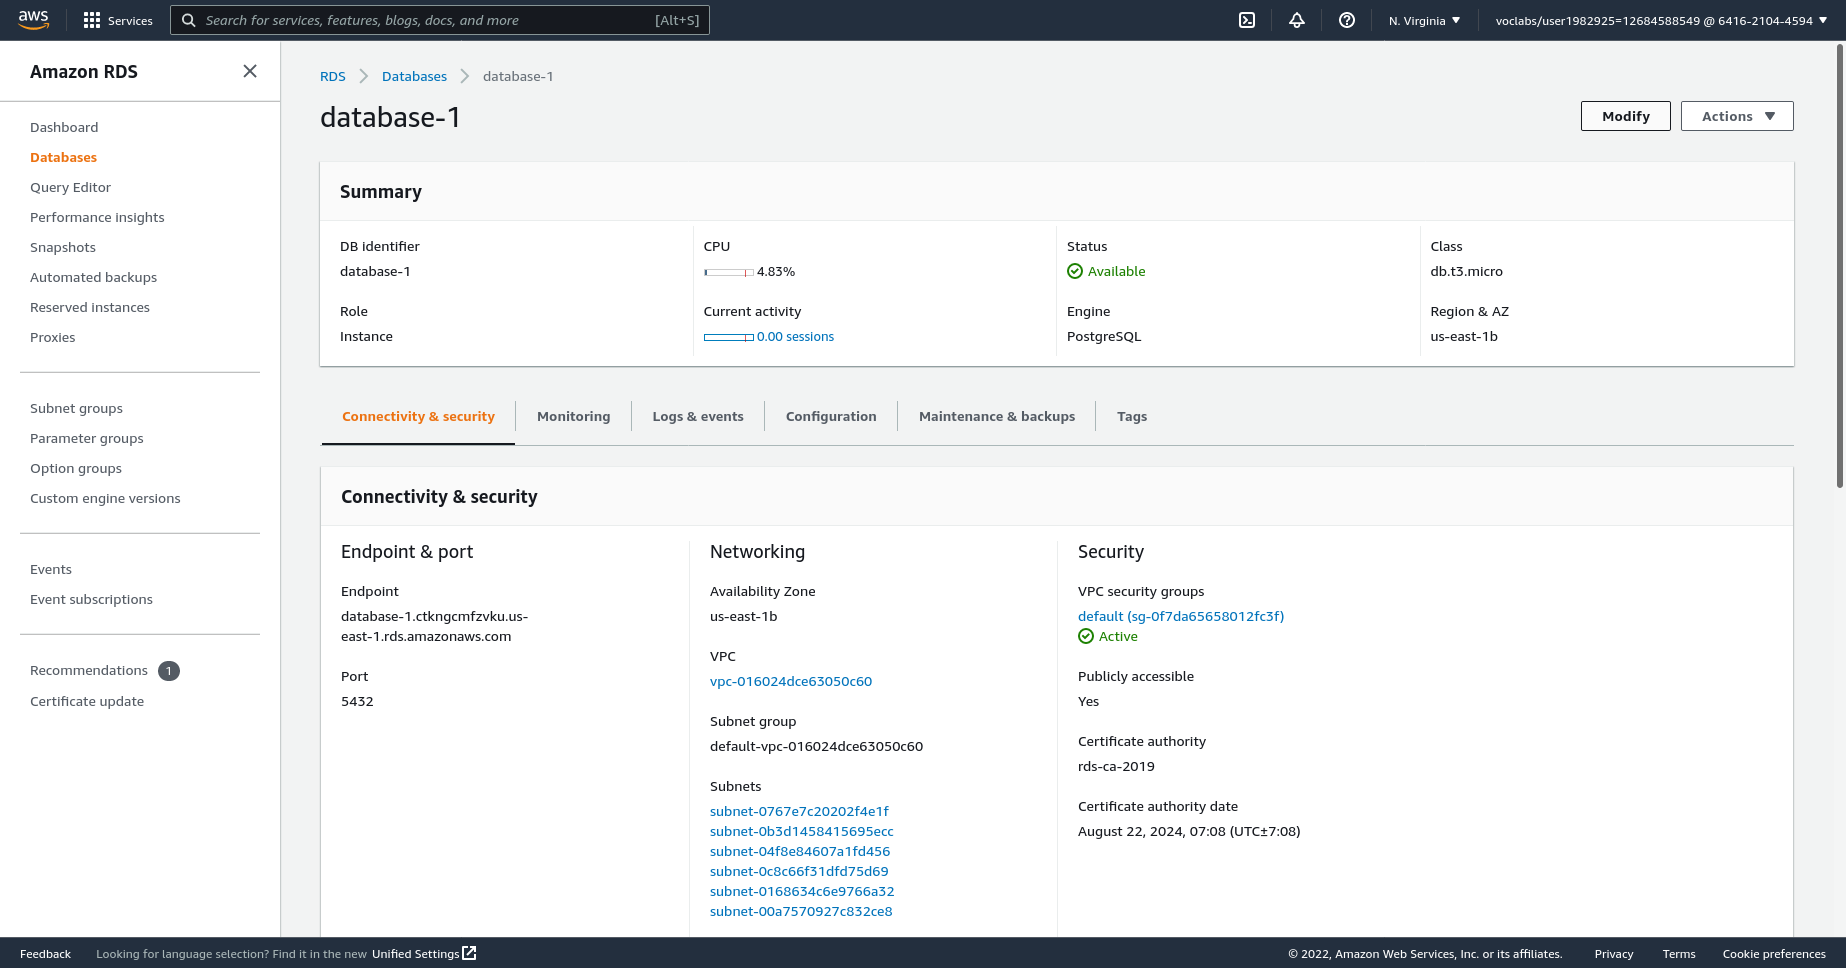 aws
Services
Search for services, features, blogs, docs, and more
[Alt+S]
N. Virginia
voclabs/user1982925=12684588549 @ 6416-2104-4594
Amazon RDS
Dashboard
Databases
Query Editor
Performance insights
Snapshots
Automated backups
Reserved instances
Proxies
Subnet groups
Parameter groups
Option groups
Custom engine versions
Events
Event subscriptions
Recommendations 1
Certificate update
RDS
Databases
database-1
database-1
Modify
Actions
Summary
DB identifier
database-1
Role
Instance
CPU
4.83%
Current activity
0.00 sessions
Status
Available
Engine
PostgreSQL
Class
db.t3.micro
Region & AZ
us-east-1b
Connectivity & security
Monitoring
Logs & events
Configuration
Maintenance & backups
Tags
Connectivity & security
Endpoint & port
Endpoint
database-1.ctkngcmfzvku.us-
east-1.rds.amazonaws.com
Port
5432
Networking
Availability Zone
us-east-1b
VPC
vpc-016024dce63050c60
Subnet group
default-vpc-016024dce63050c60
Subnets
subnet-0767e7c20202f4e1f
subnet-0b3d1458415695ecc
subnet-04f8e84607a1fd456
subnet-0c8c66f31dfd75d69
subnet-0168634c6e9766a32
subnet-00a7570927c832ce8
Security
VPC security groups
default (sg-0f7da65658012fc3f)
Active
Publicly accessible
Yes
Certificate authority
rds-ca-2019
Certificate authority date
August 22, 2024, 07:08 (UTC±7:08)
Feedback
Looking for language selection? Find it in the new Unified Settings
© 2022, Amazon Web Services, Inc. or its affiliates.
Privacy
Terms
Cookie preferences